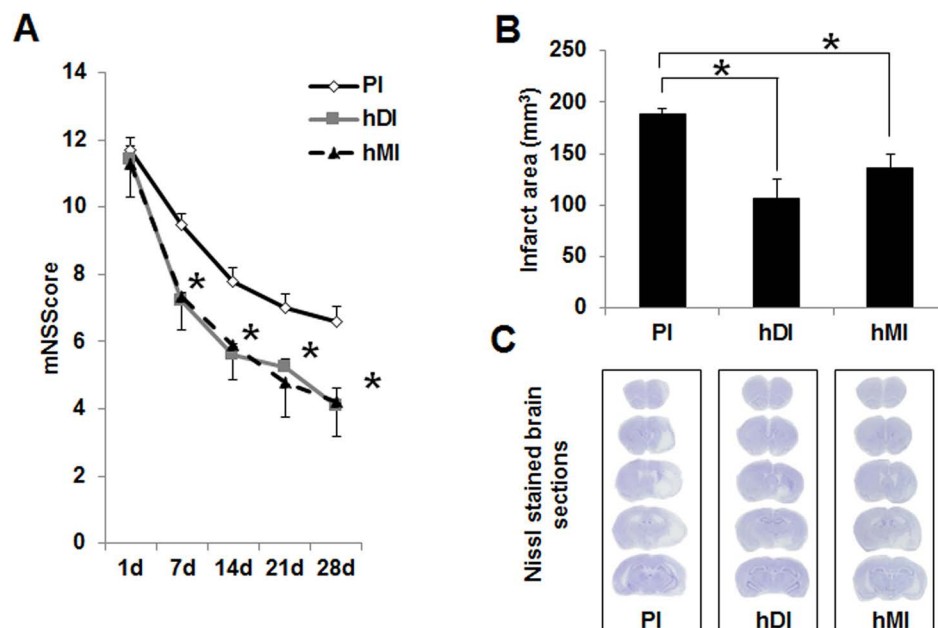 A
mNSScore
14
12
10
8
6
4
2
0
1d 7d 14d 21d 28d
PI
hDI
hMI
*
*
*
*
B
Infarct area (mm³)
250
200
150
100
50
0
*
*
PI hDI hMI
C
Nissl stained brain
sections
PI hDI hMI